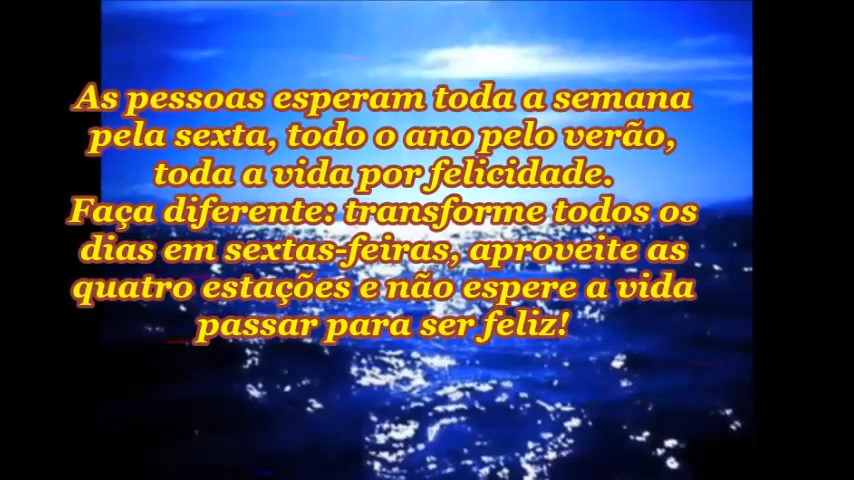 As pessoas esperam toda a semana
pela sexta, todo o ano pelo verão,
toda a vida por felicidade.
Faça diferente: transforme todos os
dias em sextas-feiras, aproveite as
quatro estações e não espere a vida
passar para ser feliz!